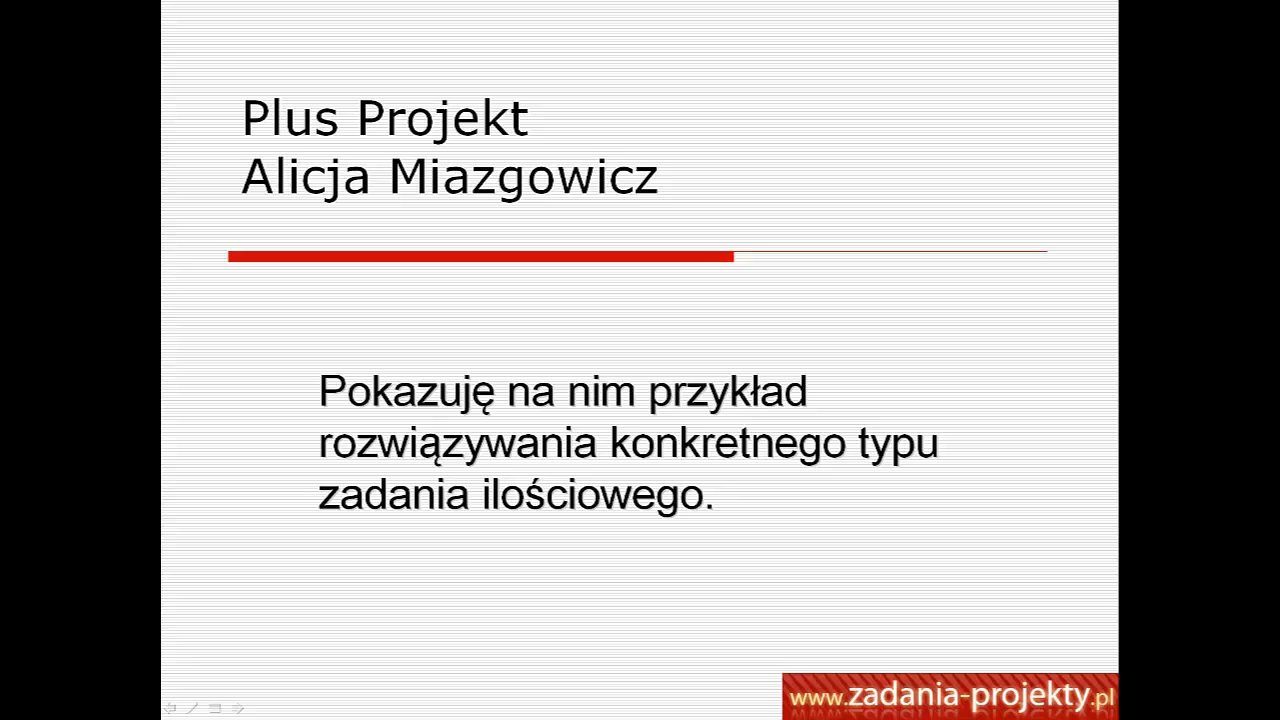 Plus Projekt
Alicja Miazgowicz
Pokazuję na nim przykład
rozwiązywania konkretnego typu
zadania ilościowego.
www.zadania-projekty.pl